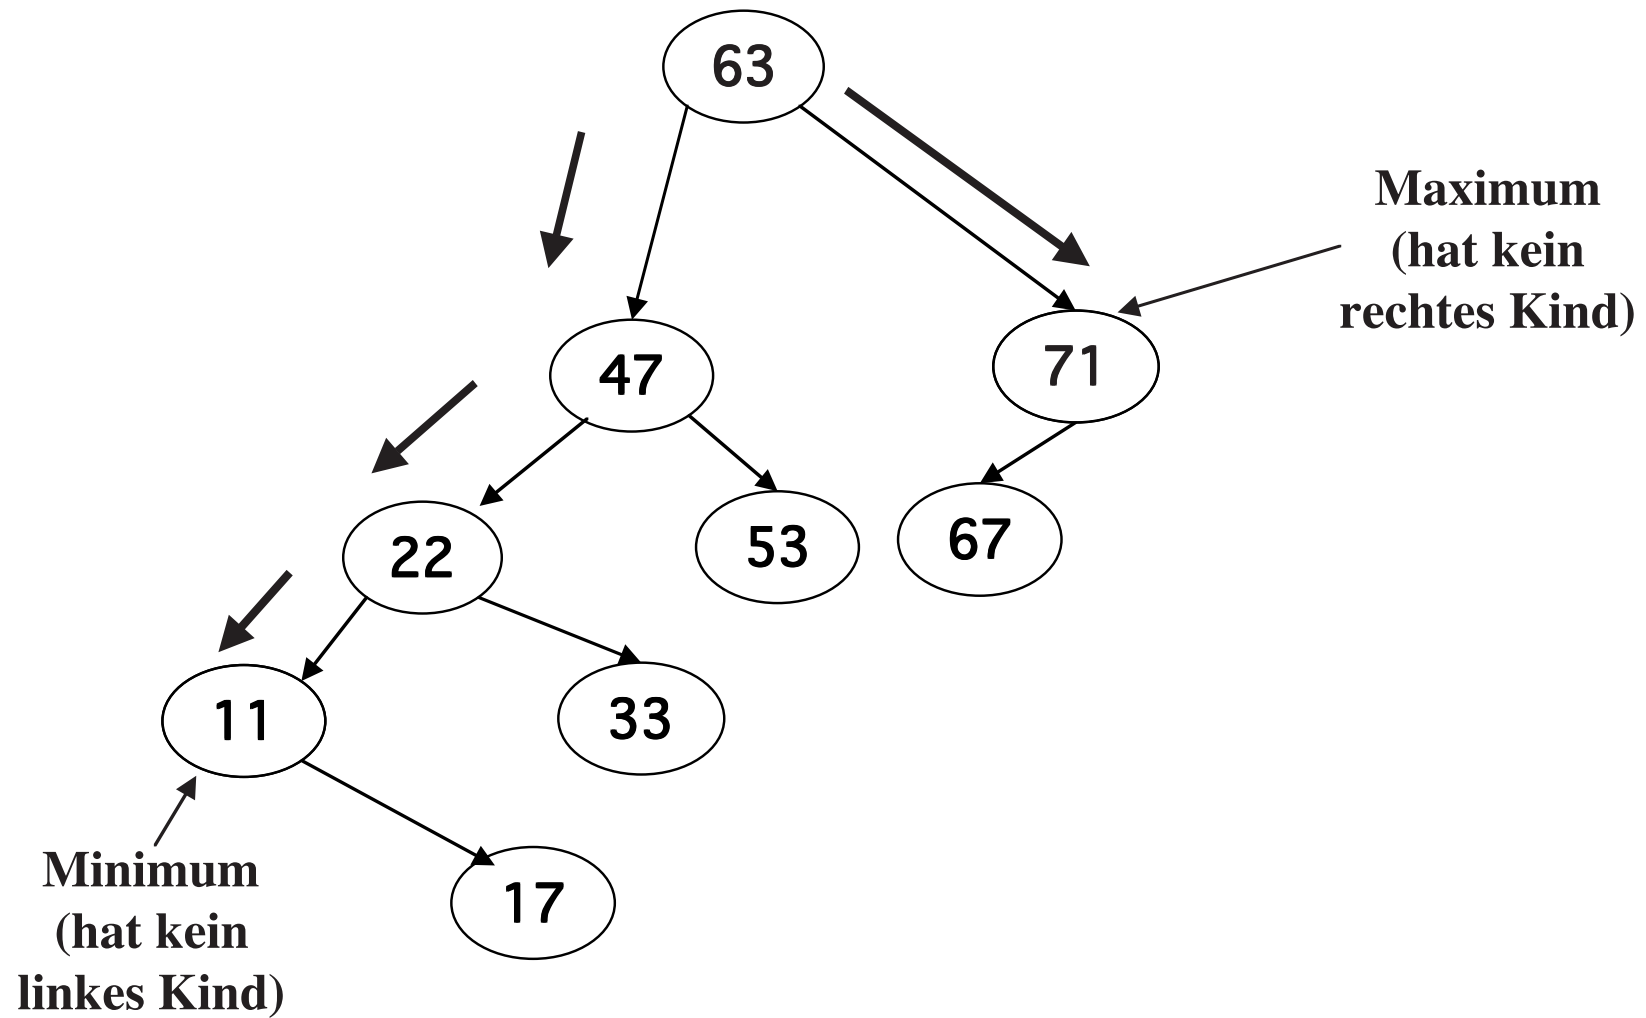 63
Maximum
(hat kein
rechtes Kind)
47
71
22
53
67
11
33
Minimum
(hat kein
linkes Kind)
17